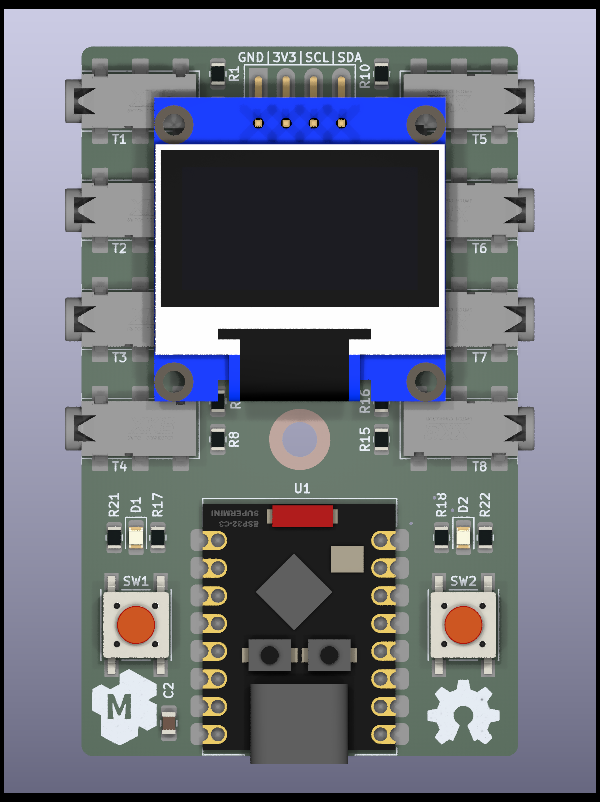 GND|3V3|SCL|SDA
R1
R10
T1
T5
T2
T6
T3
T7
R16
R8
R15
T4
T8
U1
R21
D1
R17
ESP32-C3
SUPERMINI
R18
D2
R22
SW1
SW2
M
C2